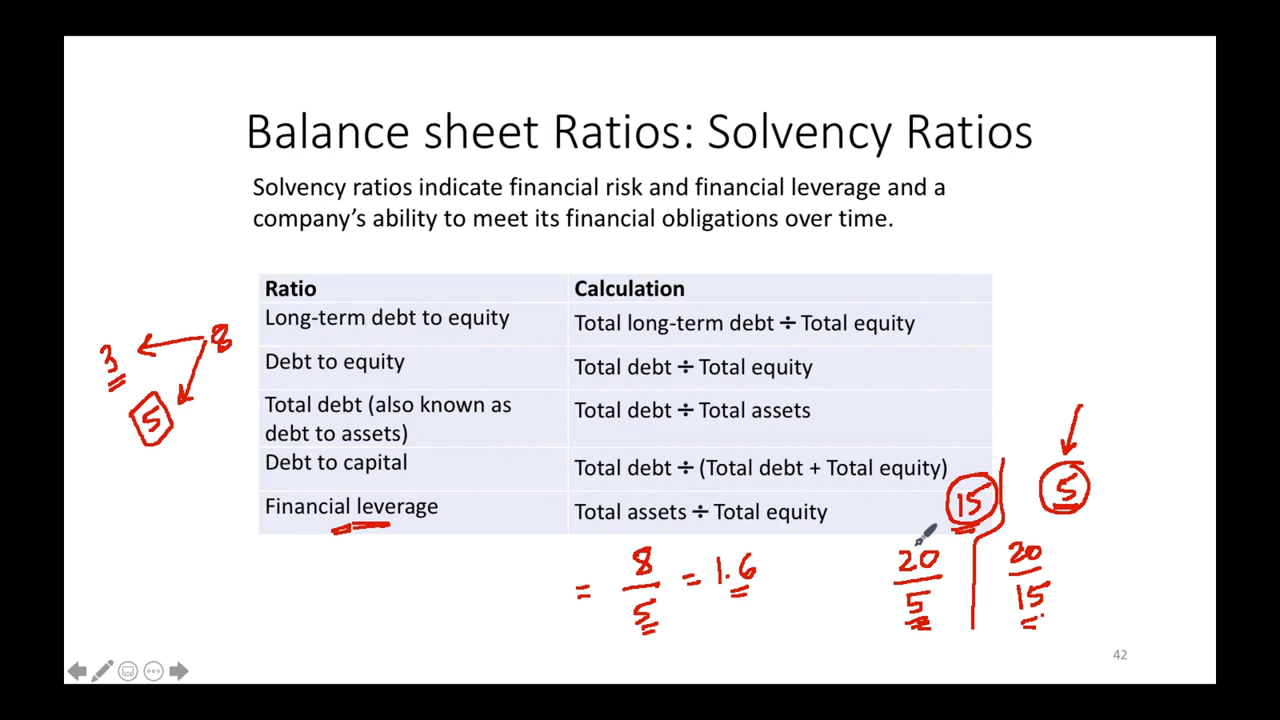 Balance sheet Ratios: Solvency Ratios
Solvency ratios indicate financial risk and financial leverage and a
company's ability to meet its financial obligations over time.
Ratio Calculation
Long-term debt to equity Total long-term debt ÷ Total equity
Debt to equity Total debt ÷ Total equity
Total debt (also known as
debt to assets) Total debt ÷ Total assets
Debt to capital Total debt ÷ (Total debt + Total equity)
Financial leverage Total assets ÷ Total equity
8
3
5
= 8/5 = 1.6
15
20/5
5
20/15
42